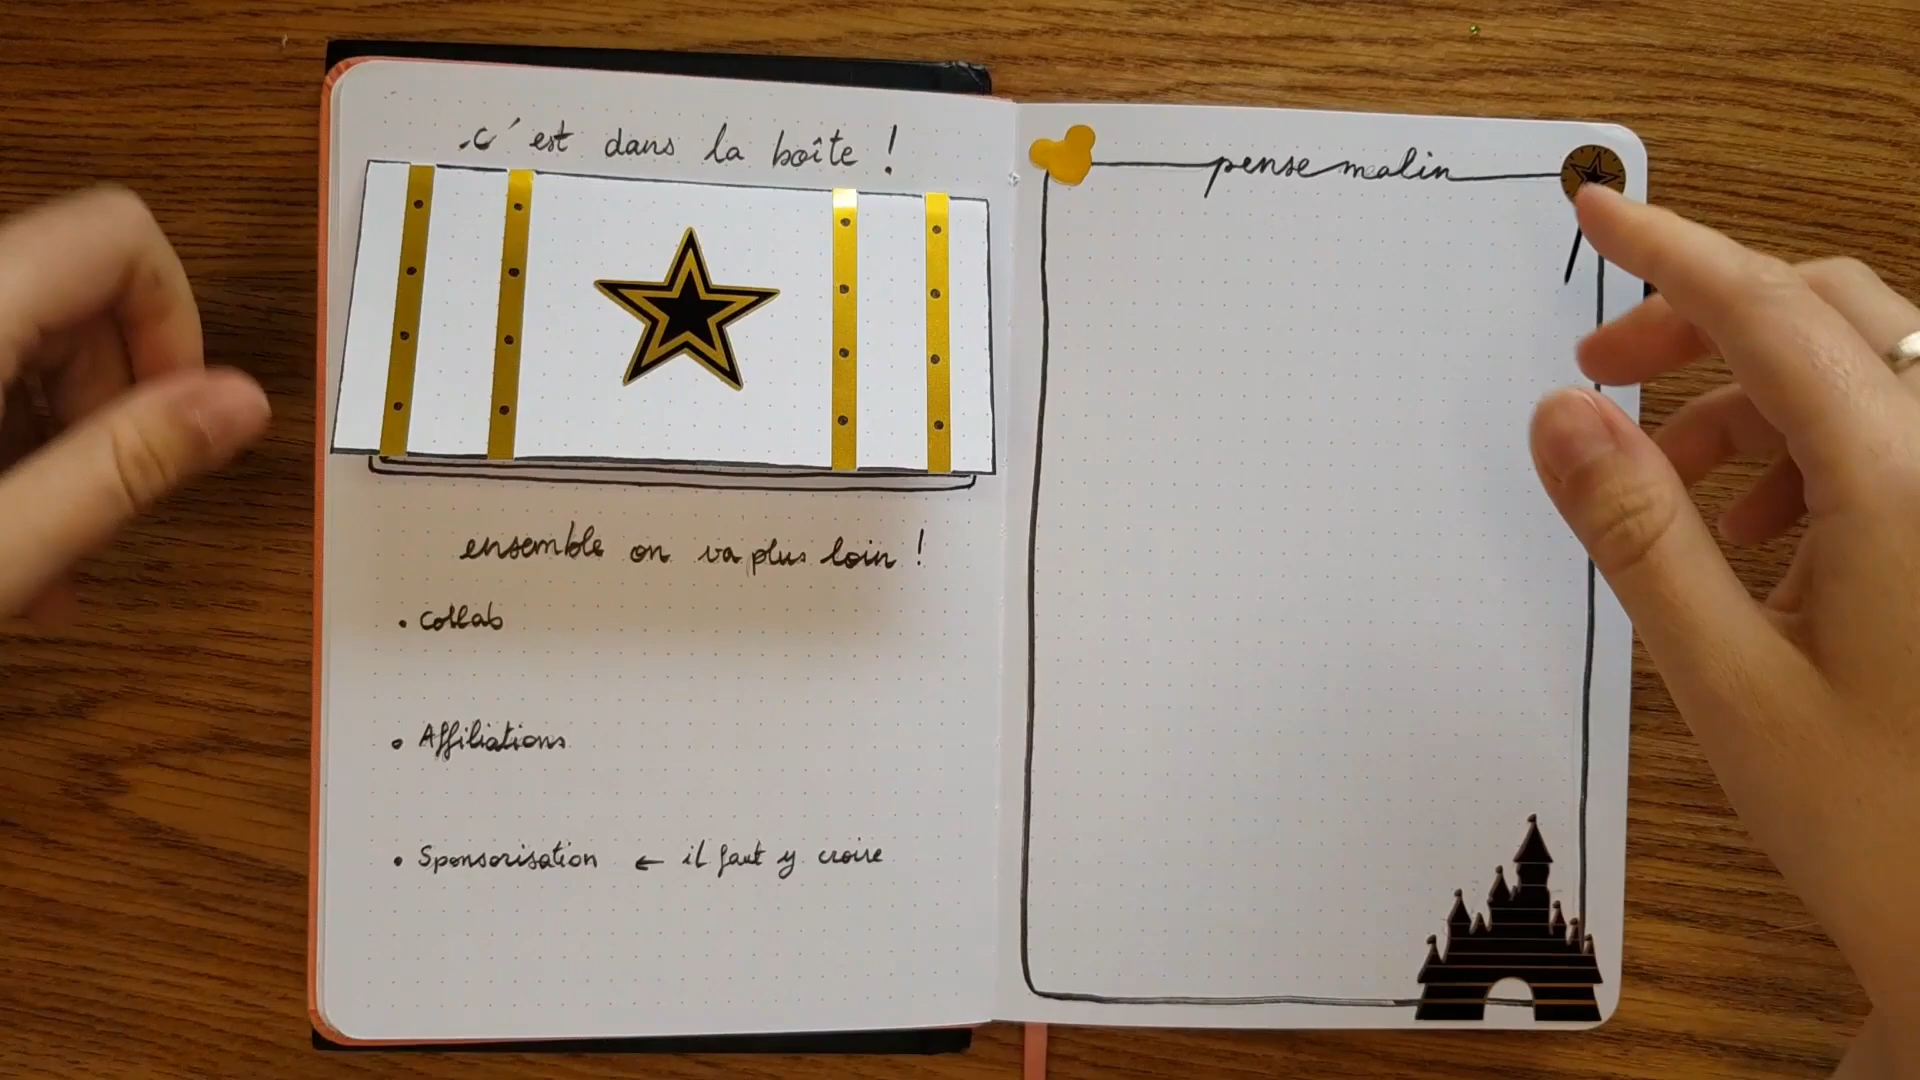 c'est dans la boîte !
ensemble on va plus loin !
• Collab
• Affiliations
• Sponsorisation ← il faut y croire
pense malin